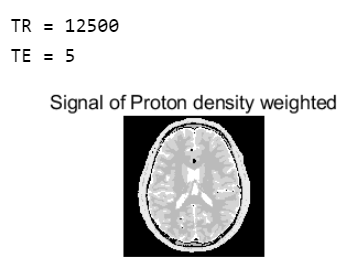 TR = 12500
TE = 5
Signal of Proton density weighted